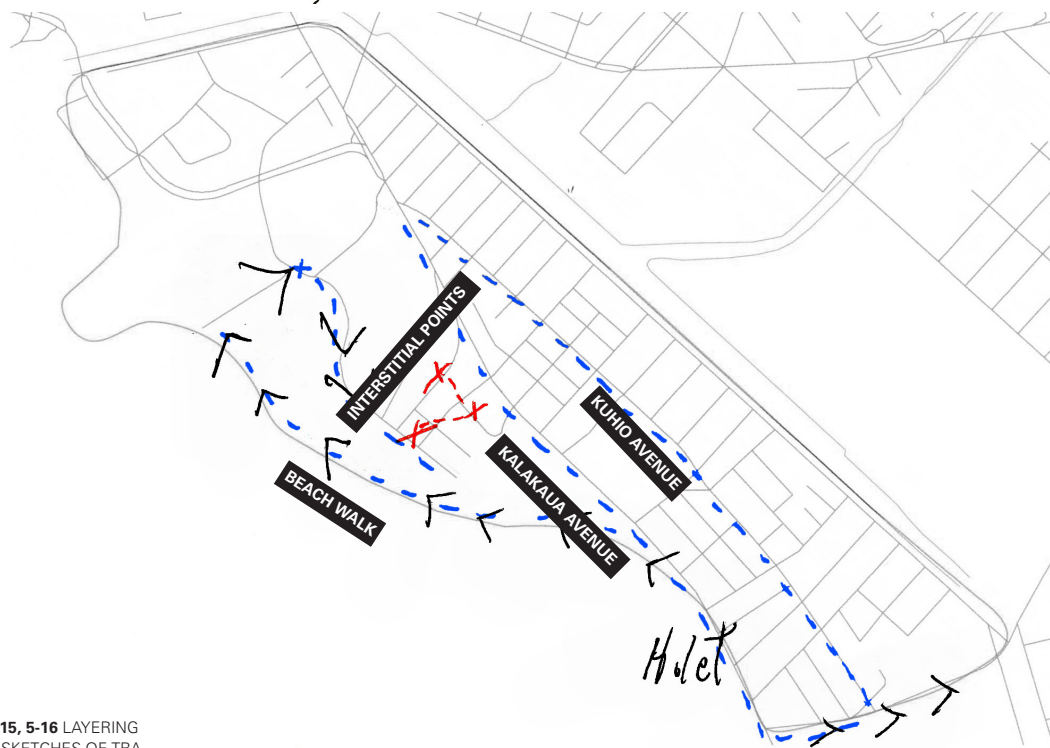 INTERSTITIAL POINTS
KUHIO AVENUE
KALAKAUA AVENUE
BEACH WALK
Hotel
15, 5-16 LAYERING